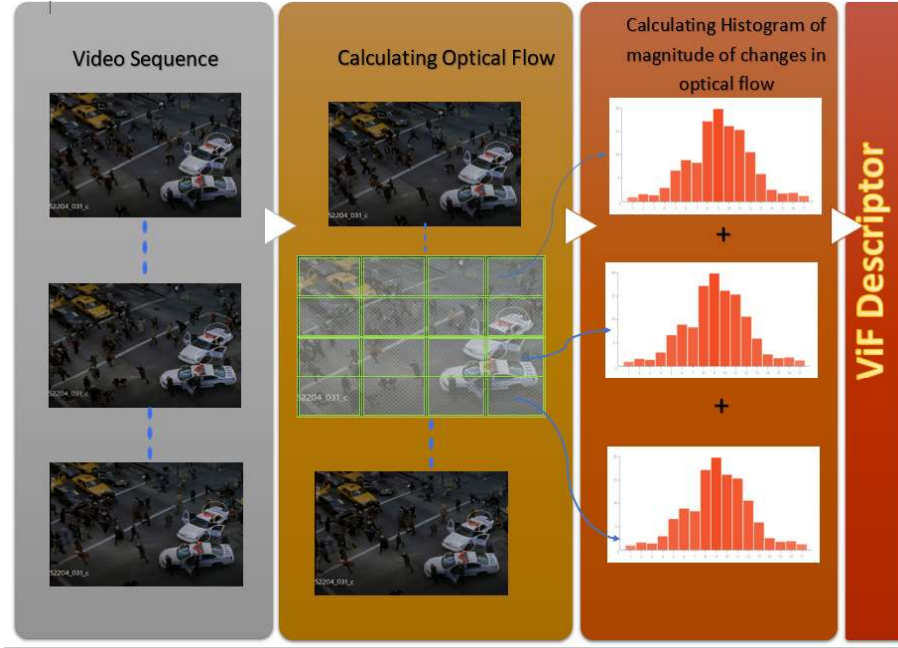 Video Sequence
52204_031_c
52204_031_c
52204_031_c
Calculating Optical Flow
52204_031_c
52204_031_c
52204_031_c
Calculating Histogram of
magnitude of changes in
optical flow
+
+
ViF Descriptor